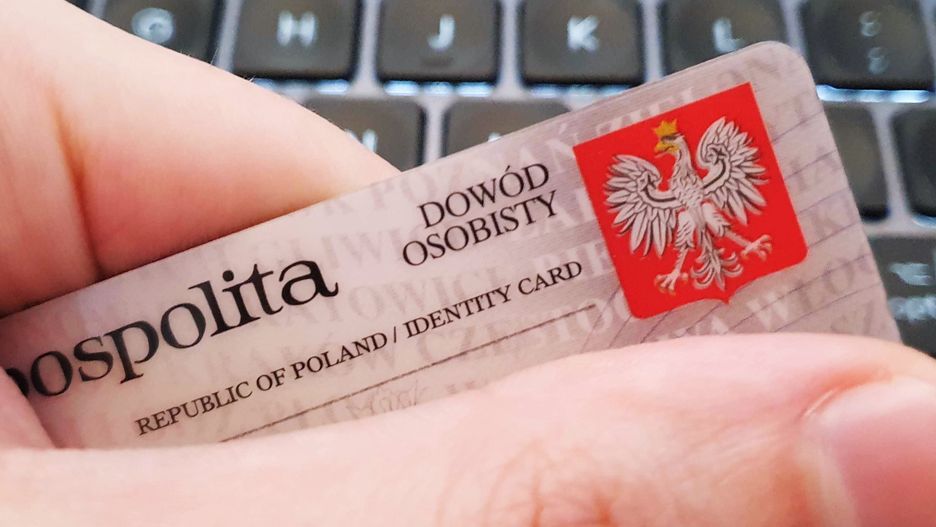 G H J K L
DOWÓD
OSOBISTY
ospolita
REPUBLIC OF POLAND / IDENTITY CARD